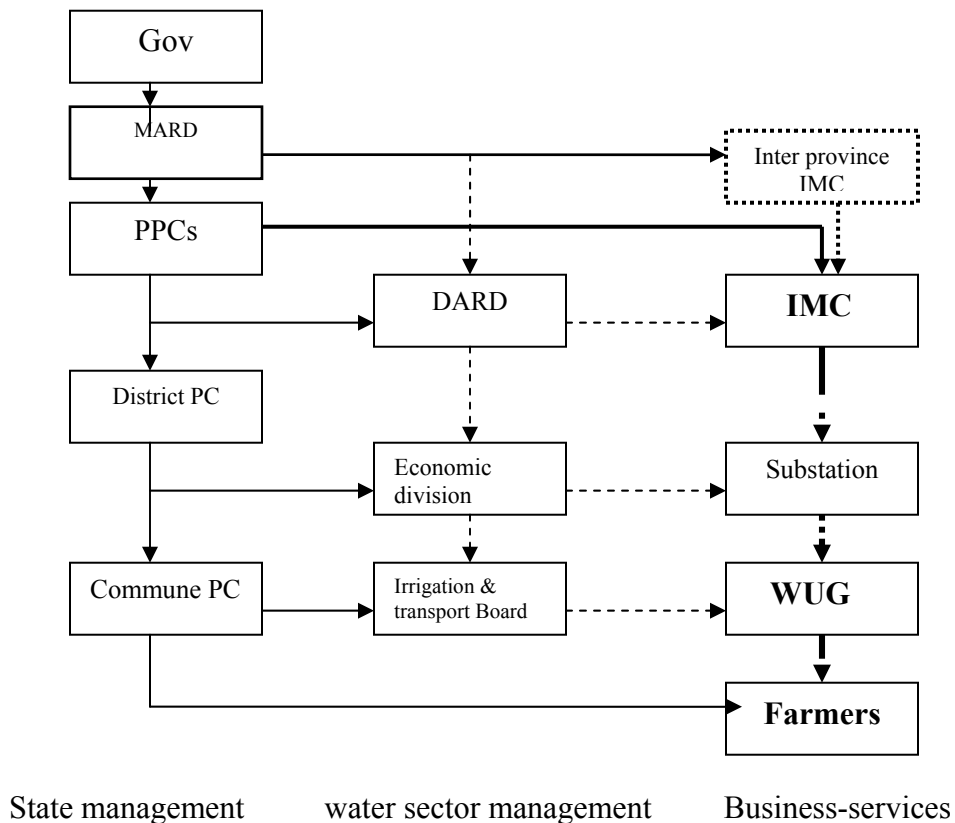 Gov
MARD
Inter province
IMC
PPCs
DARD
IMC
District PC
Economic
division
Substation
Commune PC
Irrigation &
transport Board
WUG
Farmers
State management
water sector management
Business-services